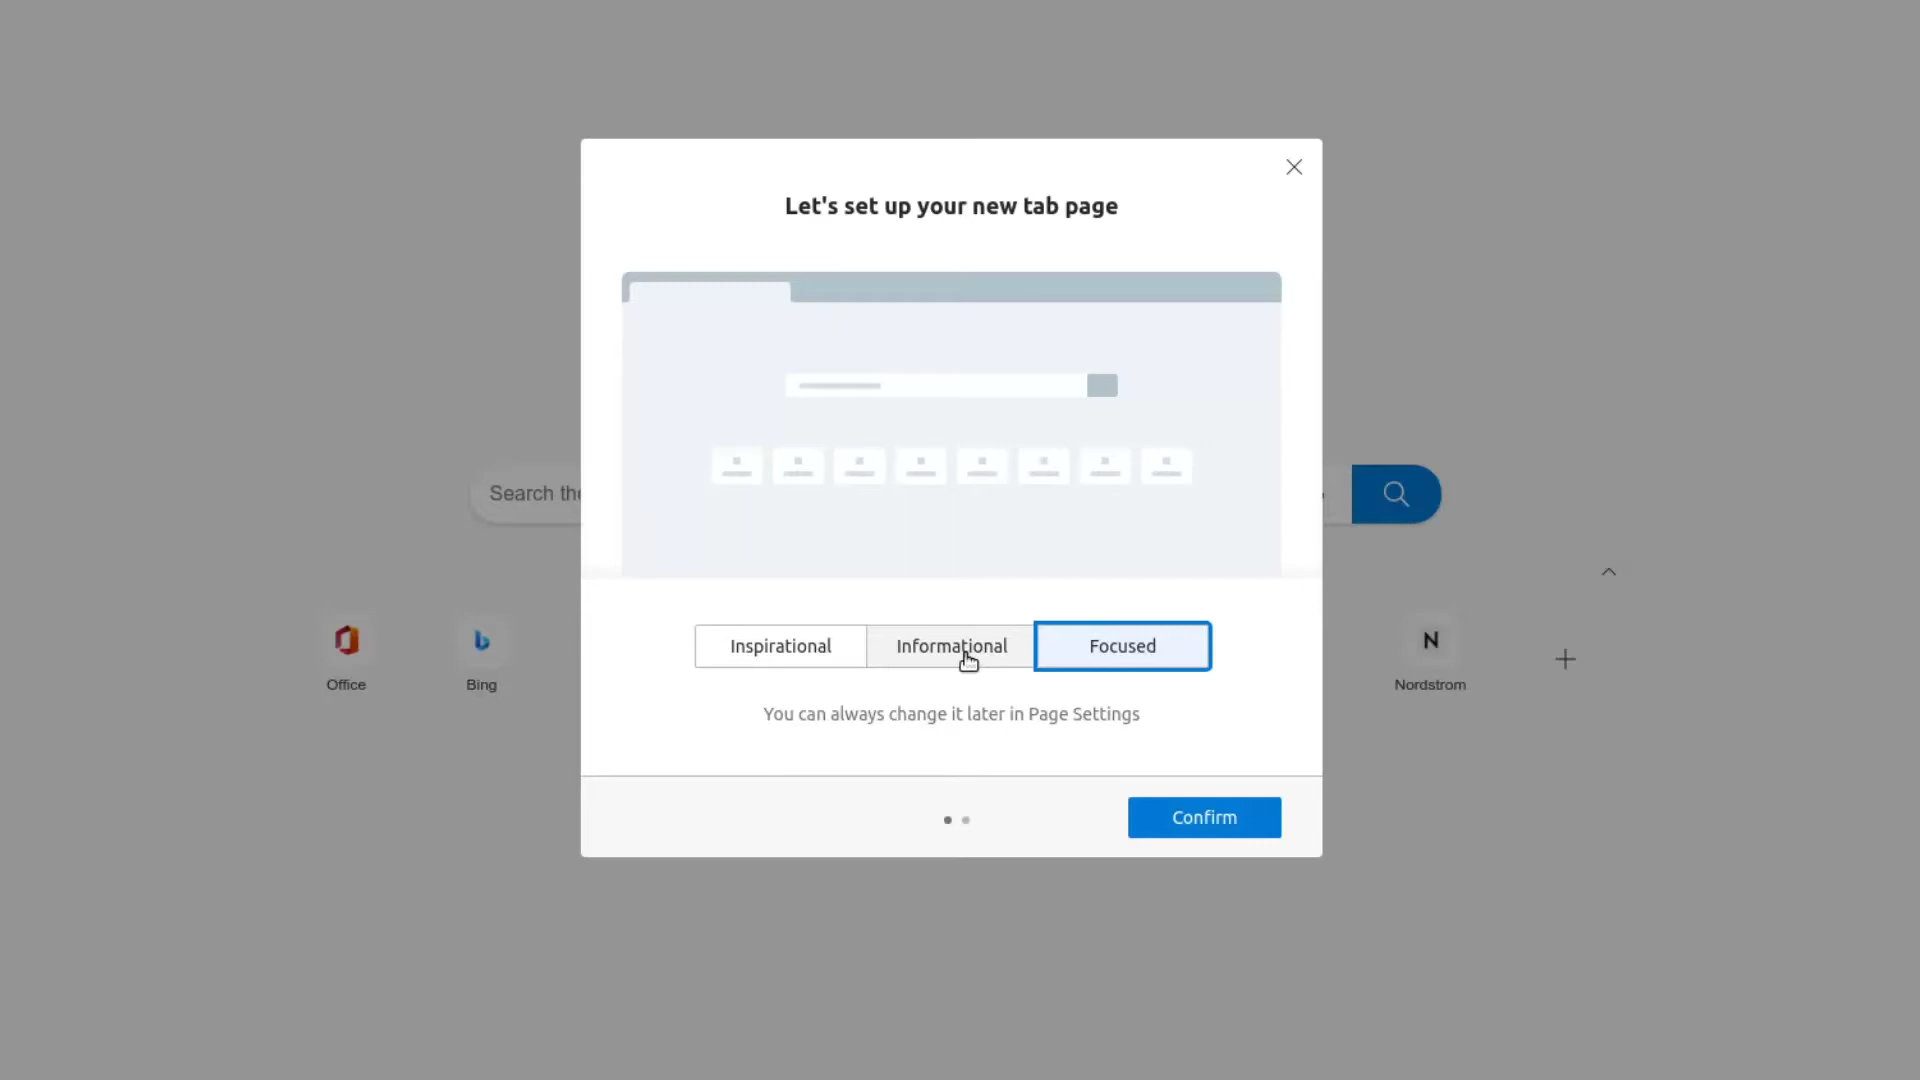 Let's set up your new tab page
Search the
Inspirational
Informational
Focused
Office
Bing
N
Nordstrom
You can always change it later in Page Settings
Confirm